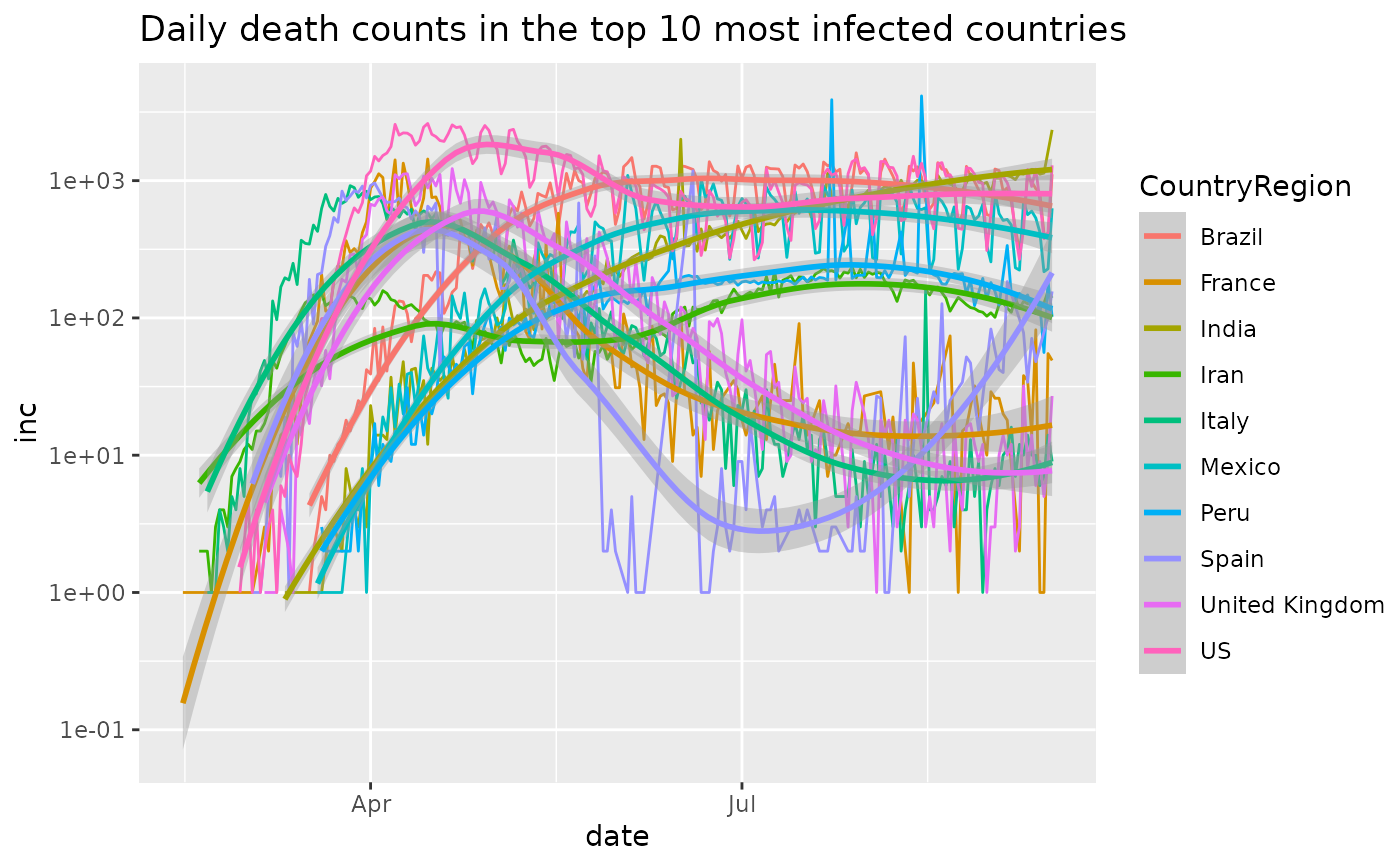 Daily death counts in the top 10 most infected countries
inc
1e+03
1e+02
1e+01
1e+00
1e-01
Apr
Jul
date
CountryRegion
Brazil
France
India
Iran
Italy
Mexico
Peru
Spain
United Kingdom
US